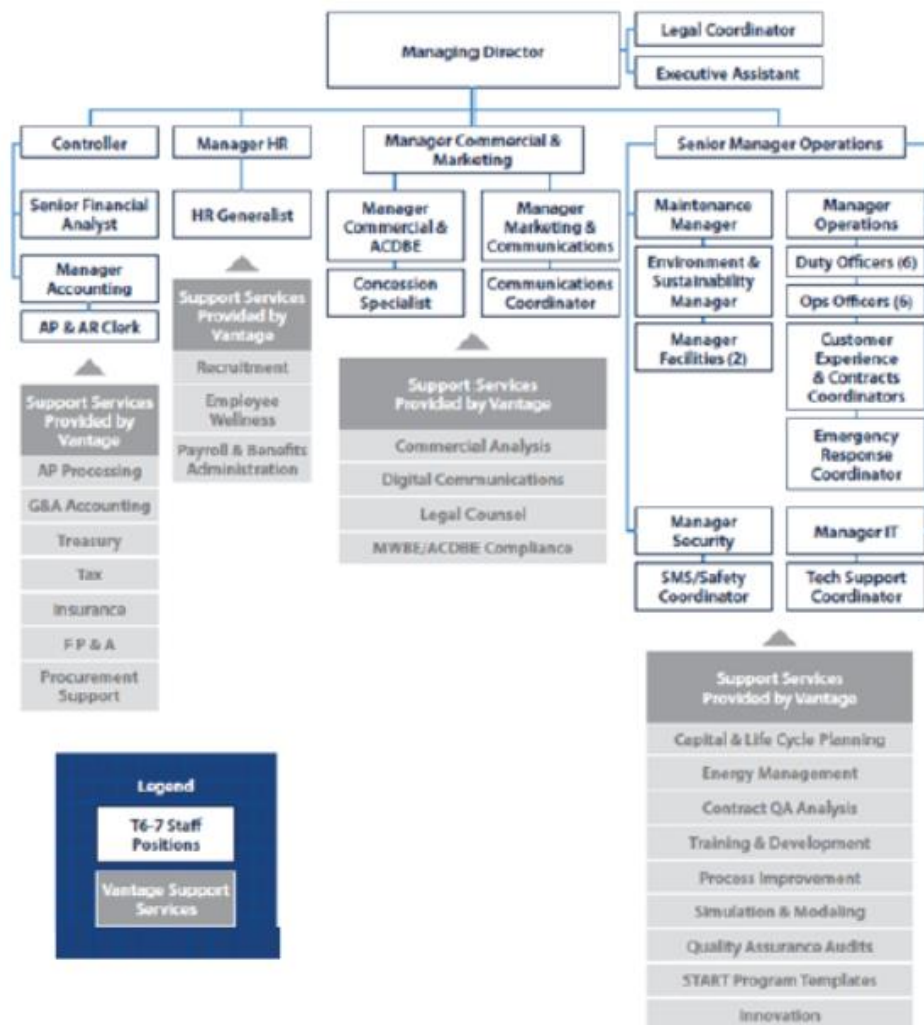 Managing Director
Legal Coordinator
Executive Assistant
Controller
Senior Financial
Analyst
Manager
Accounting
AP & AR Clerk
Support Services
Provided by
Vantage
AP Processing
G&A Accounting
Treasury
Tax
Insurance
F P & A
Procurement
Support
Manager HR
HR Generalist
Support Services
Provided by
Vantage
Recruitment
Employee
Wellness
Payroll & Benefits
Administration
Manager Commercial &
Marketing
Manager
Commercial &
ACDBE
Concession
Specialist
Manager
Marketing &
Communications
Communications
Coordinator
Support Services
Provided by Vantage
Commercial Analysis
Digital Communications
Legal Counsel
MWBE/ACDBE Compliance
Senior Manager Operations
Maintenance
Manager
Environment &
Sustainability
Manager
Manager
Facilities (2)
Manager
Operations
Duty Officers (6)
Ops Officers (6)
Customer
Experience
& Contracts
Coordinators
Emergency
Response
Coordinator
Manager
Security
SMS/Safety
Coordinator
Manager IT
Tech Support
Coordinator
Support Services
Provided by Vantage
Capital & Life Cycle Planning
Energy Management
Contract QA Analysis
Training & Development
Process Improvement
Simulation & Modeling
Quality Assurance Audits
START Program Templates
Innovation
Legend
T6-7 Staff
Positions
Vantage Support
Services